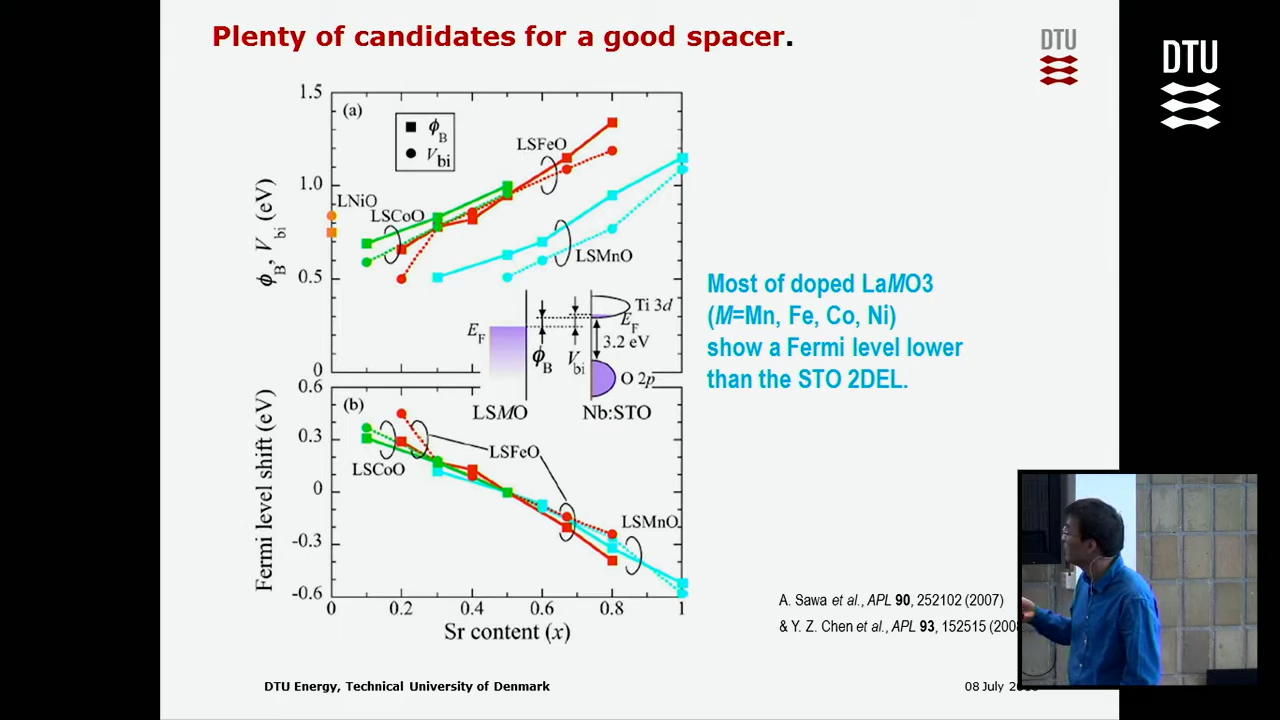 Plenty of candidates for a good spacer.
DTU
DTU
1.5
(a)
ϕB
Vbi
LSFeO
1.0
LNiO
LSCoO
LSMnO
ϕB, Vbi (eV)
0.5
0
EF
ϕB
Vbi
Ti 3d
EF
3.2 eV
O 2p
LSMO
Nb:STO
Most of doped LaMO3
(M=Mn, Fe, Co, Ni)
show a Fermi level lower
than the STO 2DEL.
0.6
(b)
0.3
LSCoO
LSFeO
0
LSMnO
-0.3
-0.6
Fermi level shift (eV)
0 0.2 0.4 0.6 0.8 1
Sr content (x)
A. Sawa et al., APL 90, 252102 (2007)
& Y. Z. Chen et al., APL 93, 152515 (200
DTU Energy, Technical University of Denmark
08 July